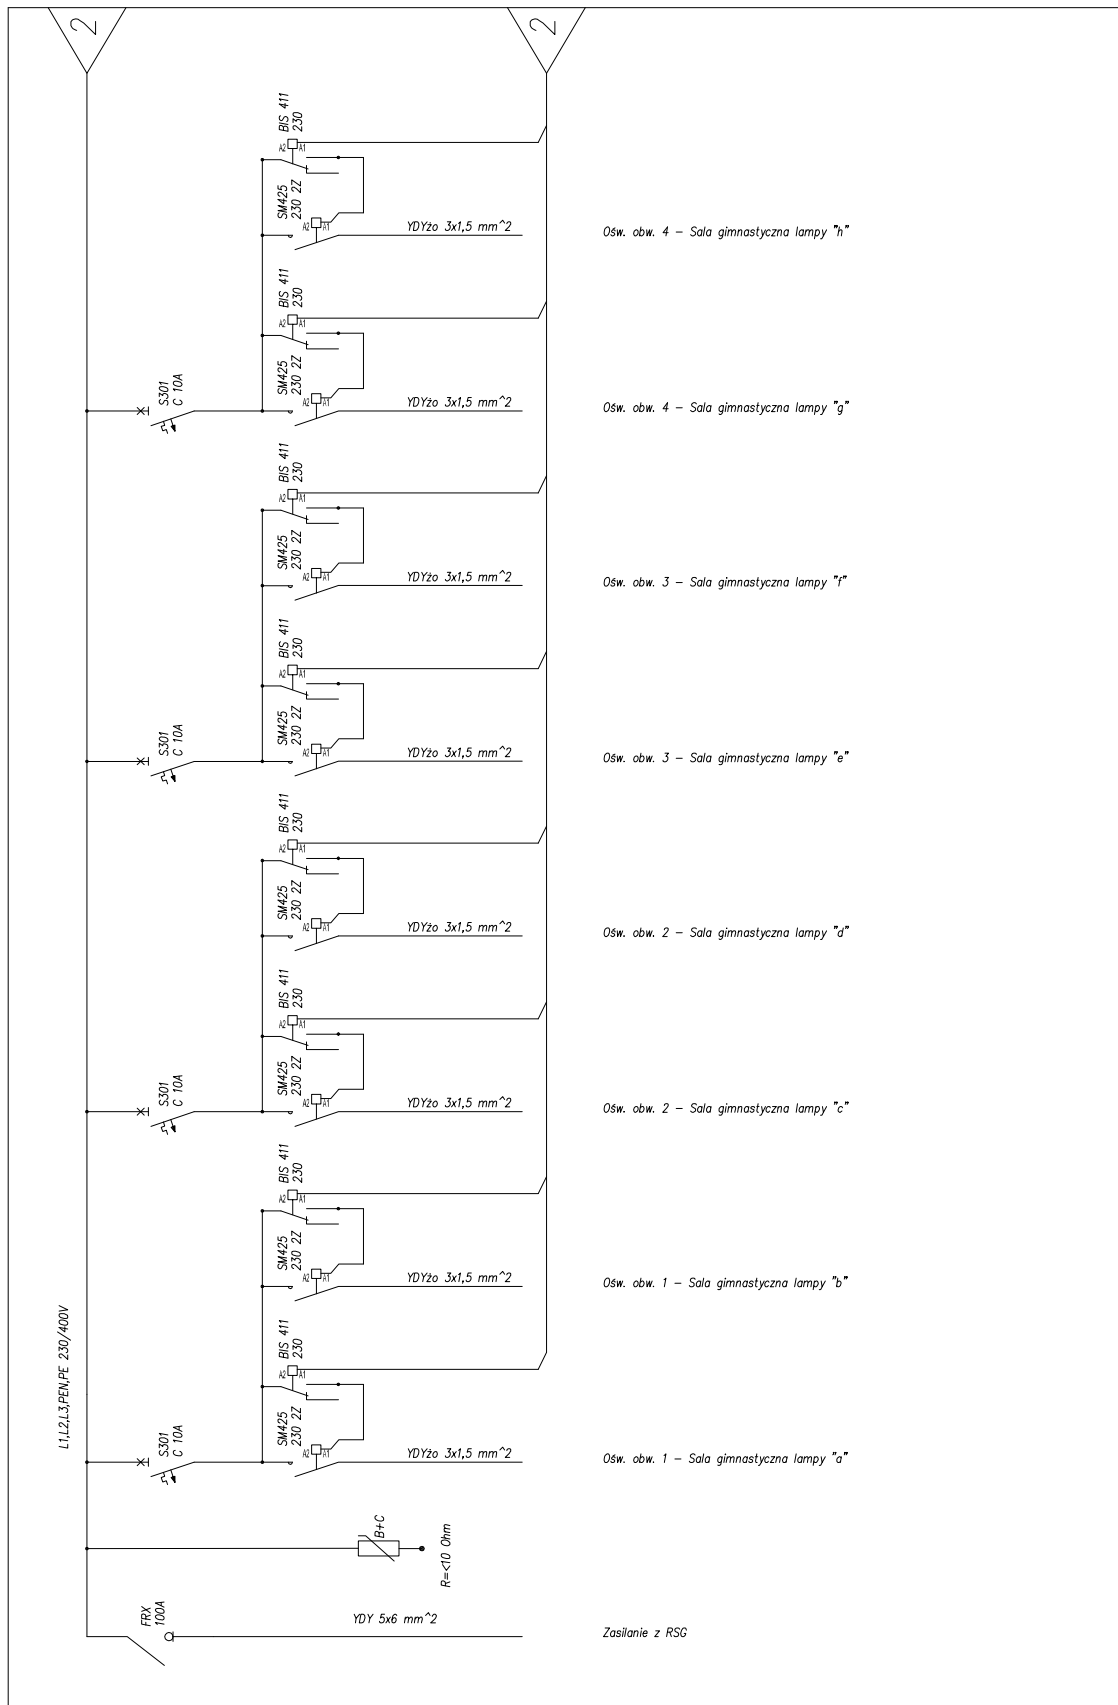 2
2
BIS 411
230
A2 A1
SM425
230 2Z
A2 A1
YDYżo 3x1,5 mm^2
Ośw. obw. 4 – Sala gimnastyczna lampy "h"
BIS 411
230
A2 A1
SM425
230 2Z
A2 A1
S301
C 10A
YDYżo 3x1,5 mm^2
Ośw. obw. 4 – Sala gimnastyczna lampy "g"
BIS 411
230
A2 A1
SM425
230 2Z
A2 A1
YDYżo 3x1,5 mm^2
Ośw. obw. 3 – Sala gimnastyczna lampy "f"
BIS 411
230
A2 A1
SM425
230 2Z
A2 A1
S301
C 10A
YDYżo 3x1,5 mm^2
Ośw. obw. 3 – Sala gimnastyczna lampy "e"
BIS 411
230
A2 A1
SM425
230 2Z
A2 A1
YDYżo 3x1,5 mm^2
Ośw. obw. 2 – Sala gimnastyczna lampy "d"
BIS 411
230
A2 A1
SM425
230 2Z
A2 A1
S301
C 10A
YDYżo 3x1,5 mm^2
Ośw. obw. 2 – Sala gimnastyczna lampy "c"
BIS 411
230
A2 A1
SM425
230 2Z
A2 A1
YDYżo 3x1,5 mm^2
Ośw. obw. 1 – Sala gimnastyczna lampy "b"
L1,L2,L3,PEN,PE 230/400V
BIS 411
230
A2 A1
SM425
230 2Z
A2 A1
S301
C 10A
YDYżo 3x1,5 mm^2
Ośw. obw. 1 – Sala gimnastyczna lampy "a"
B+C
R=<10 Ohm
FRX
100A
YDY 5x6 mm^2
Zasilanie z RSG